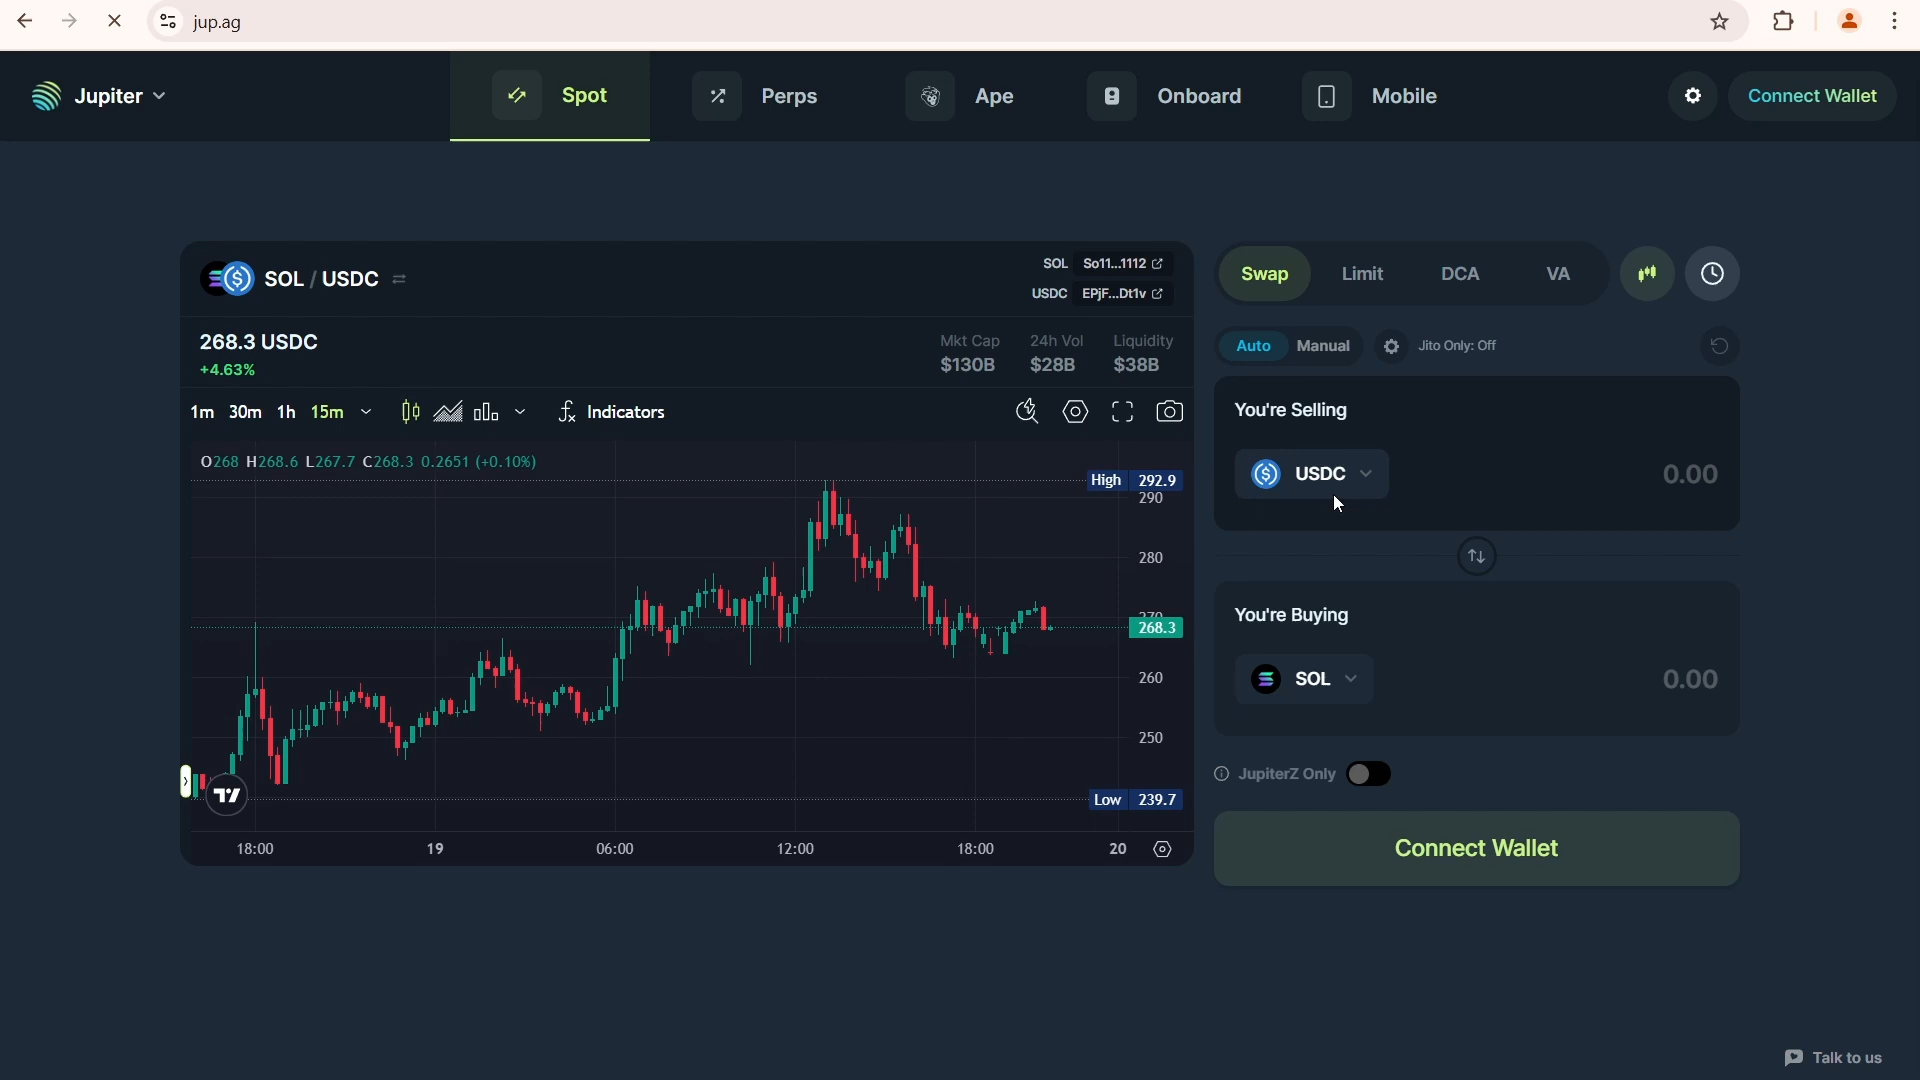 jup.ag
Jupiter
Spot
Perps
Ape
Onboard
Mobile
Connect Wallet
SOL / USDC
SOL So11...1112
USDC EPjF...Dt1v
268.3 USDC
+4.63%
Mkt Cap 24h Vol Liquidity
$130B $28B $38B
1m 30m 1h 15m Indicators
O268 H268.6 L267.7 C268.3 0.2651 (+0.10%)
High 292.9
290
280
270
268.3
260
250
Low 239.7
18:00 19 06:00 12:00 18:00 20
Swap Limit DCA VA
Auto Manual Jito Only: Off
You're Selling
USDC 0.00
You're Buying
SOL 0.00
JupiterZ Only
Connect Wallet
Talk to us